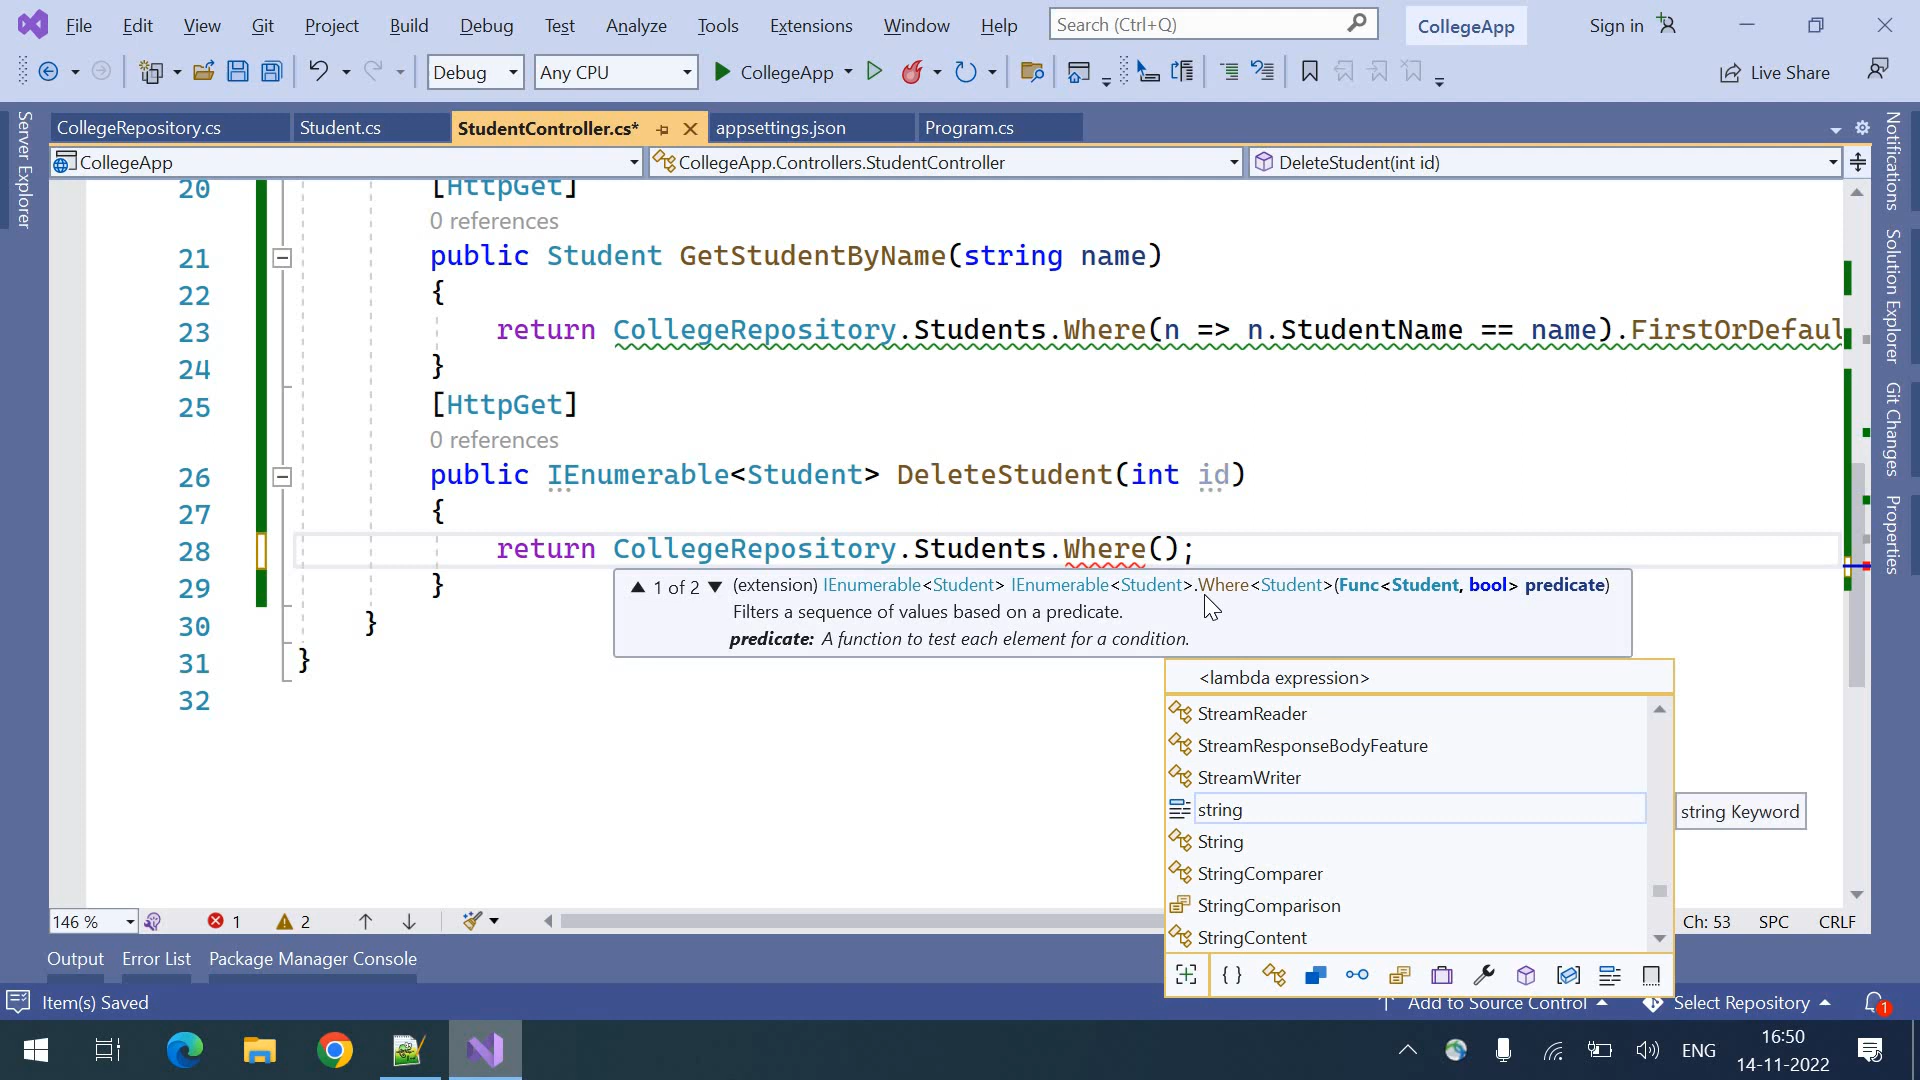 File Edit View Git Project Build Debug Test Analyze Tools Extensions Window Help Search (Ctrl+Q) CollegeApp Sign in
Debug Any CPU CollegeApp Live Share
CollegeRepository.cs Student.cs StudentController.cs* appsettings.json Program.cs
CollegeApp CollegeApp.Controllers.StudentController DeleteStudent(int id)
Server Explorer
Notifications
Solution Explorer
Git Changes
Properties
20 [HttpGet]
0 references
21 public Student GetStudentByName(string name)
22 {
23 return CollegeRepository.Students.Where(n => n.StudentName == name).FirstOrDefaul
24 }
25 [HttpGet]
0 references
26 public IEnumerable<Student> DeleteStudent(int id)
27 {
28 return CollegeRepository.Students.Where();
29 }
30 }
31 }
32
▲ 1 of 2 ▼ (extension) IEnumerable<Student> IEnumerable<Student>.Where<Student>(Func<Student, bool> predicate)
Filters a sequence of values based on a predicate.
predicate: A function to test each element for a condition.
<lambda expression>
StreamReader
StreamResponseBodyFeature
StreamWriter
string
string Keyword
String
StringComparer
StringComparison
StringContent
146 % 1 2 Ch: 53 SPC CRLF
Output Error List Package Manager Console
Item(s) Saved Add to Source Control Select Repository 1
ENG 16:50
14-11-2022